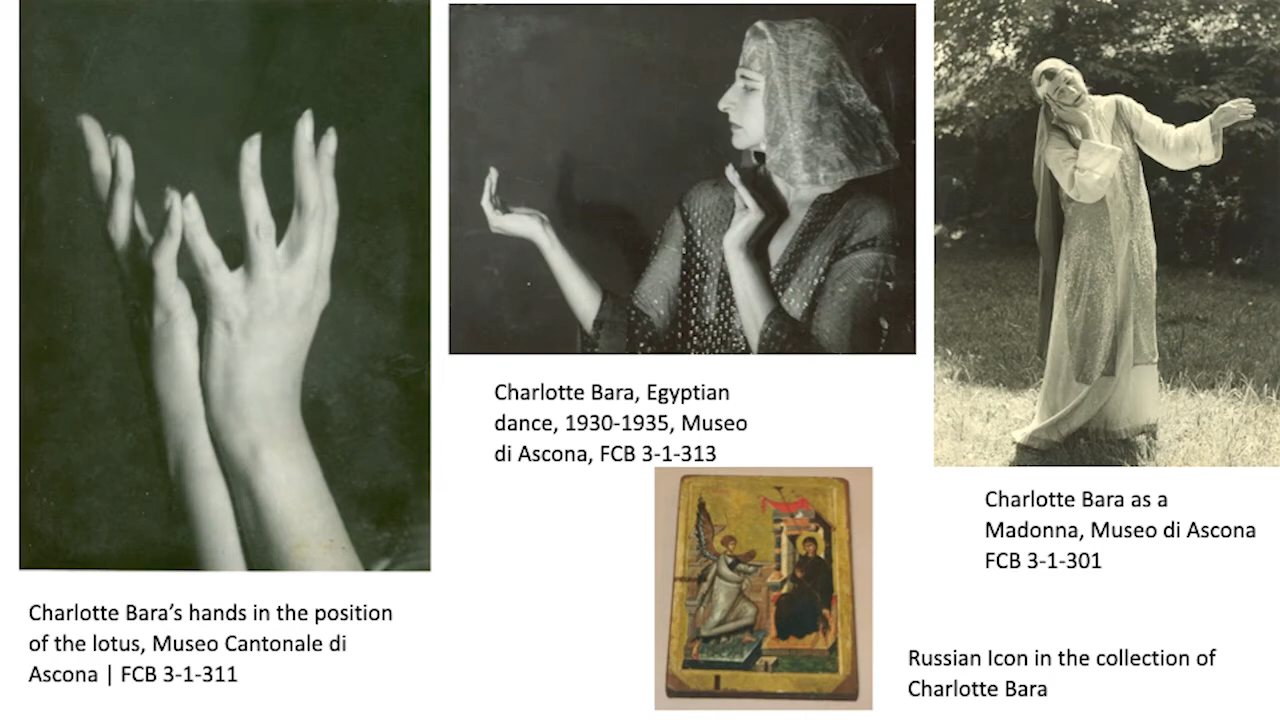 Charlotte Bara, Egyptian
dance, 1930-1935, Museo
di Ascona, FCB 3-1-313
Charlotte Bara as a
Madonna, Museo di Ascona
FCB 3-1-301
Charlotte Bara’s hands in the position
of the lotus, Museo Cantonale di
Ascona | FCB 3-1-311
Russian Icon in the collection of
Charlotte Bara